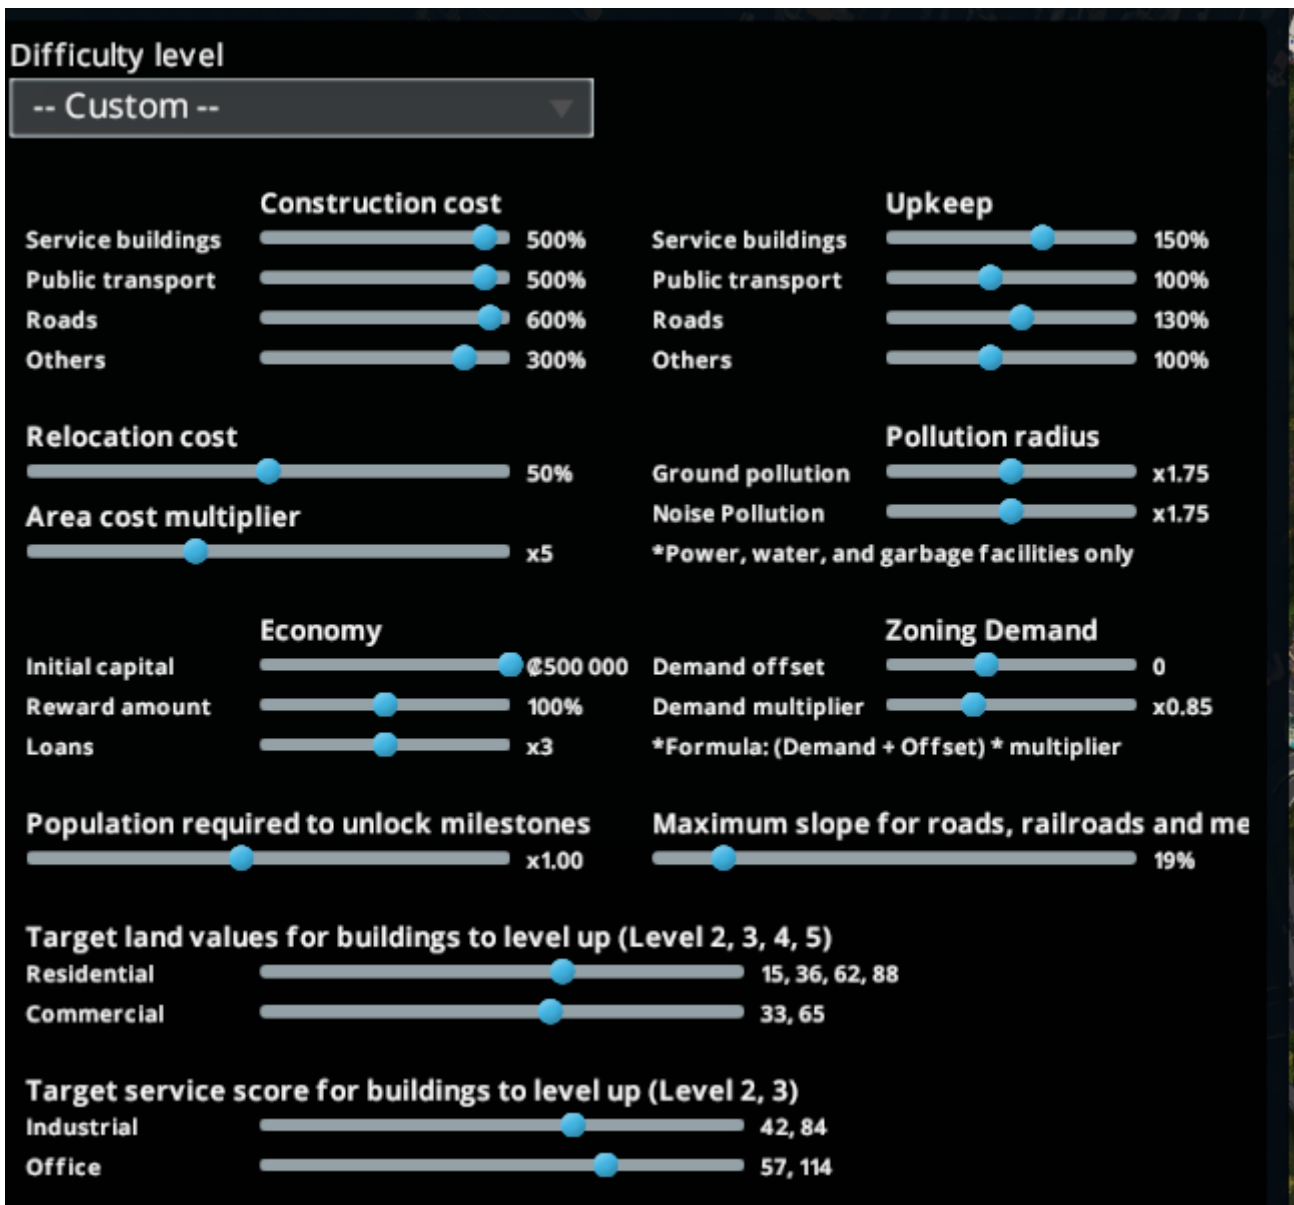 Difficulty level
-- Custom --
Construction cost
Service buildings 500%
Public transport 500%
Roads 600%
Others 300%
Upkeep
Service buildings 150%
Public transport 100%
Roads 130%
Others 100%
Relocation cost
50%
Area cost multiplier
x5
Pollution radius
Ground pollution x1.75
Noise Pollution x1.75
*Power, water, and garbage facilities only
Economy
Initial capital ₡500 000
Reward amount 100%
Loans x3
Zoning Demand
Demand offset 0
Demand multiplier x0.85
*Formula: (Demand + Offset) * multiplier
Population required to unlock milestones
x1.00
Maximum slope for roads, railroads and me
19%
Target land values for buildings to level up (Level 2, 3, 4, 5)
Residential 15, 36, 62, 88
Commercial 33, 65
Target service score for buildings to level up (Level 2, 3)
Industrial 42, 84
Office 57, 114